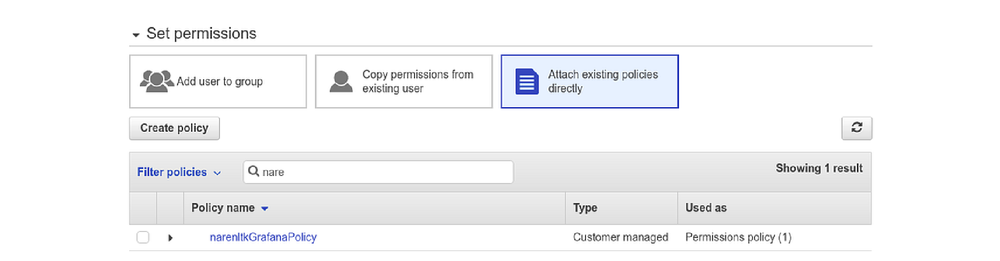 Set permissions
Add user to group
Copy permissions from
existing user
Attach existing policies
directly
Create policy
Filter policies
nare
Showing 1 result
Policy name
Type
Used as
narenltkGrafanaPolicy
Customer managed
Permissions policy (1)